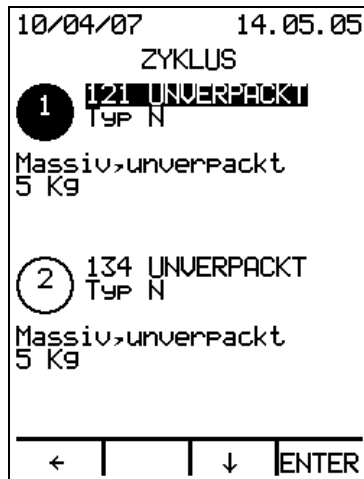 10/04/07 14.05.05
ZYKLUS
1 121 UNVERPACKT
Typ N
Massiv,unverpackt
5 Kg
2 134 UNVERPACKT
Typ N
Massiv,unverpackt
5 Kg
← ↓ ENTER